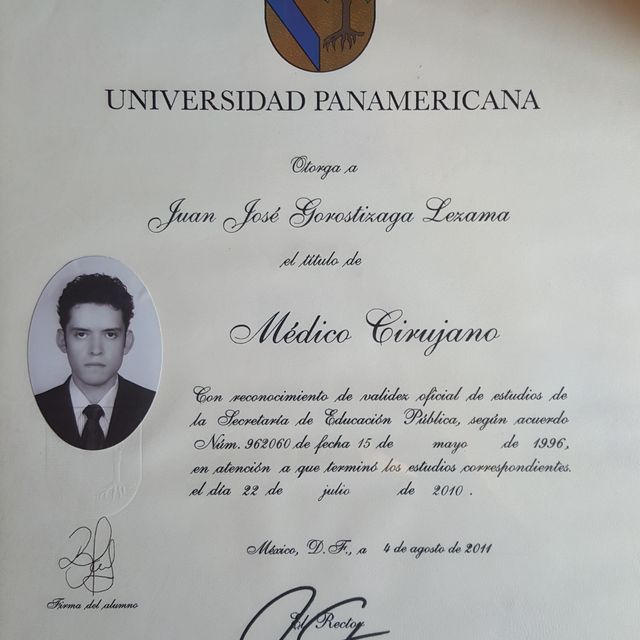 UNIVERSIDAD PANAMERICANA
Otorga a
Juan José Gorostizaga Lezama
el título de
Médico Cirujano
Con reconocimiento de validez oficial de estudios de
la Secretaría de Educación Pública, según acuerdo
Núm. 962060 de fecha 15 de mayo de 1996,
en atención a que terminó los estudios correspondientes.
el día 22 de julio de 2010.
México, D. F., a 4 de agosto de 2011
Firma del alumno
El Rector